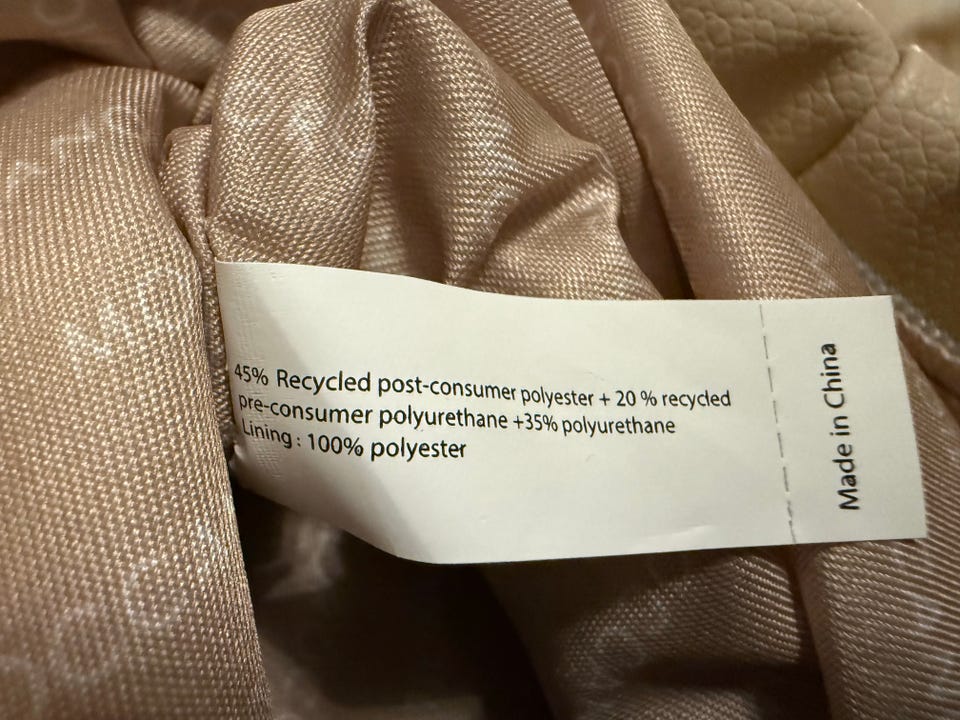 45% Recycled post-consumer polyester + 20 % recycled
pre-consumer polyurethane +35% polyurethane
Lining : 100% polyester
Made in China